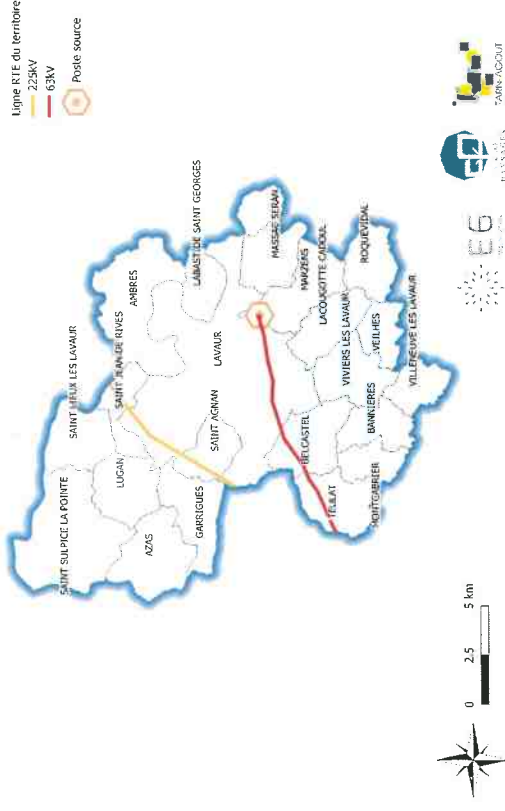 Ligne RTE du territoire
225kV
63kV
Poste source
SAINT SULPICE LA POINTE
SAINT LIEUX LES LAVAUR
SAINT JEAN DE RIVES
AMBRES
LUGAN
AZAS
GARRIGUES
SAINT AGNAN
LAVAUR
LABASTIDE SAINT GEORGES
MASSAC SERAN
MARZENS
LACOUGOTTE CADOUL
ROQUEVIDAL
VIVIERS LES LAVAUR
VEILHES
VILLENEUVE LES LAVAUR
BANNIERES
BELCASTEL
TEULAT
MONTCABRIER
0 2.5 5 km
E6
TARN-AGOUT